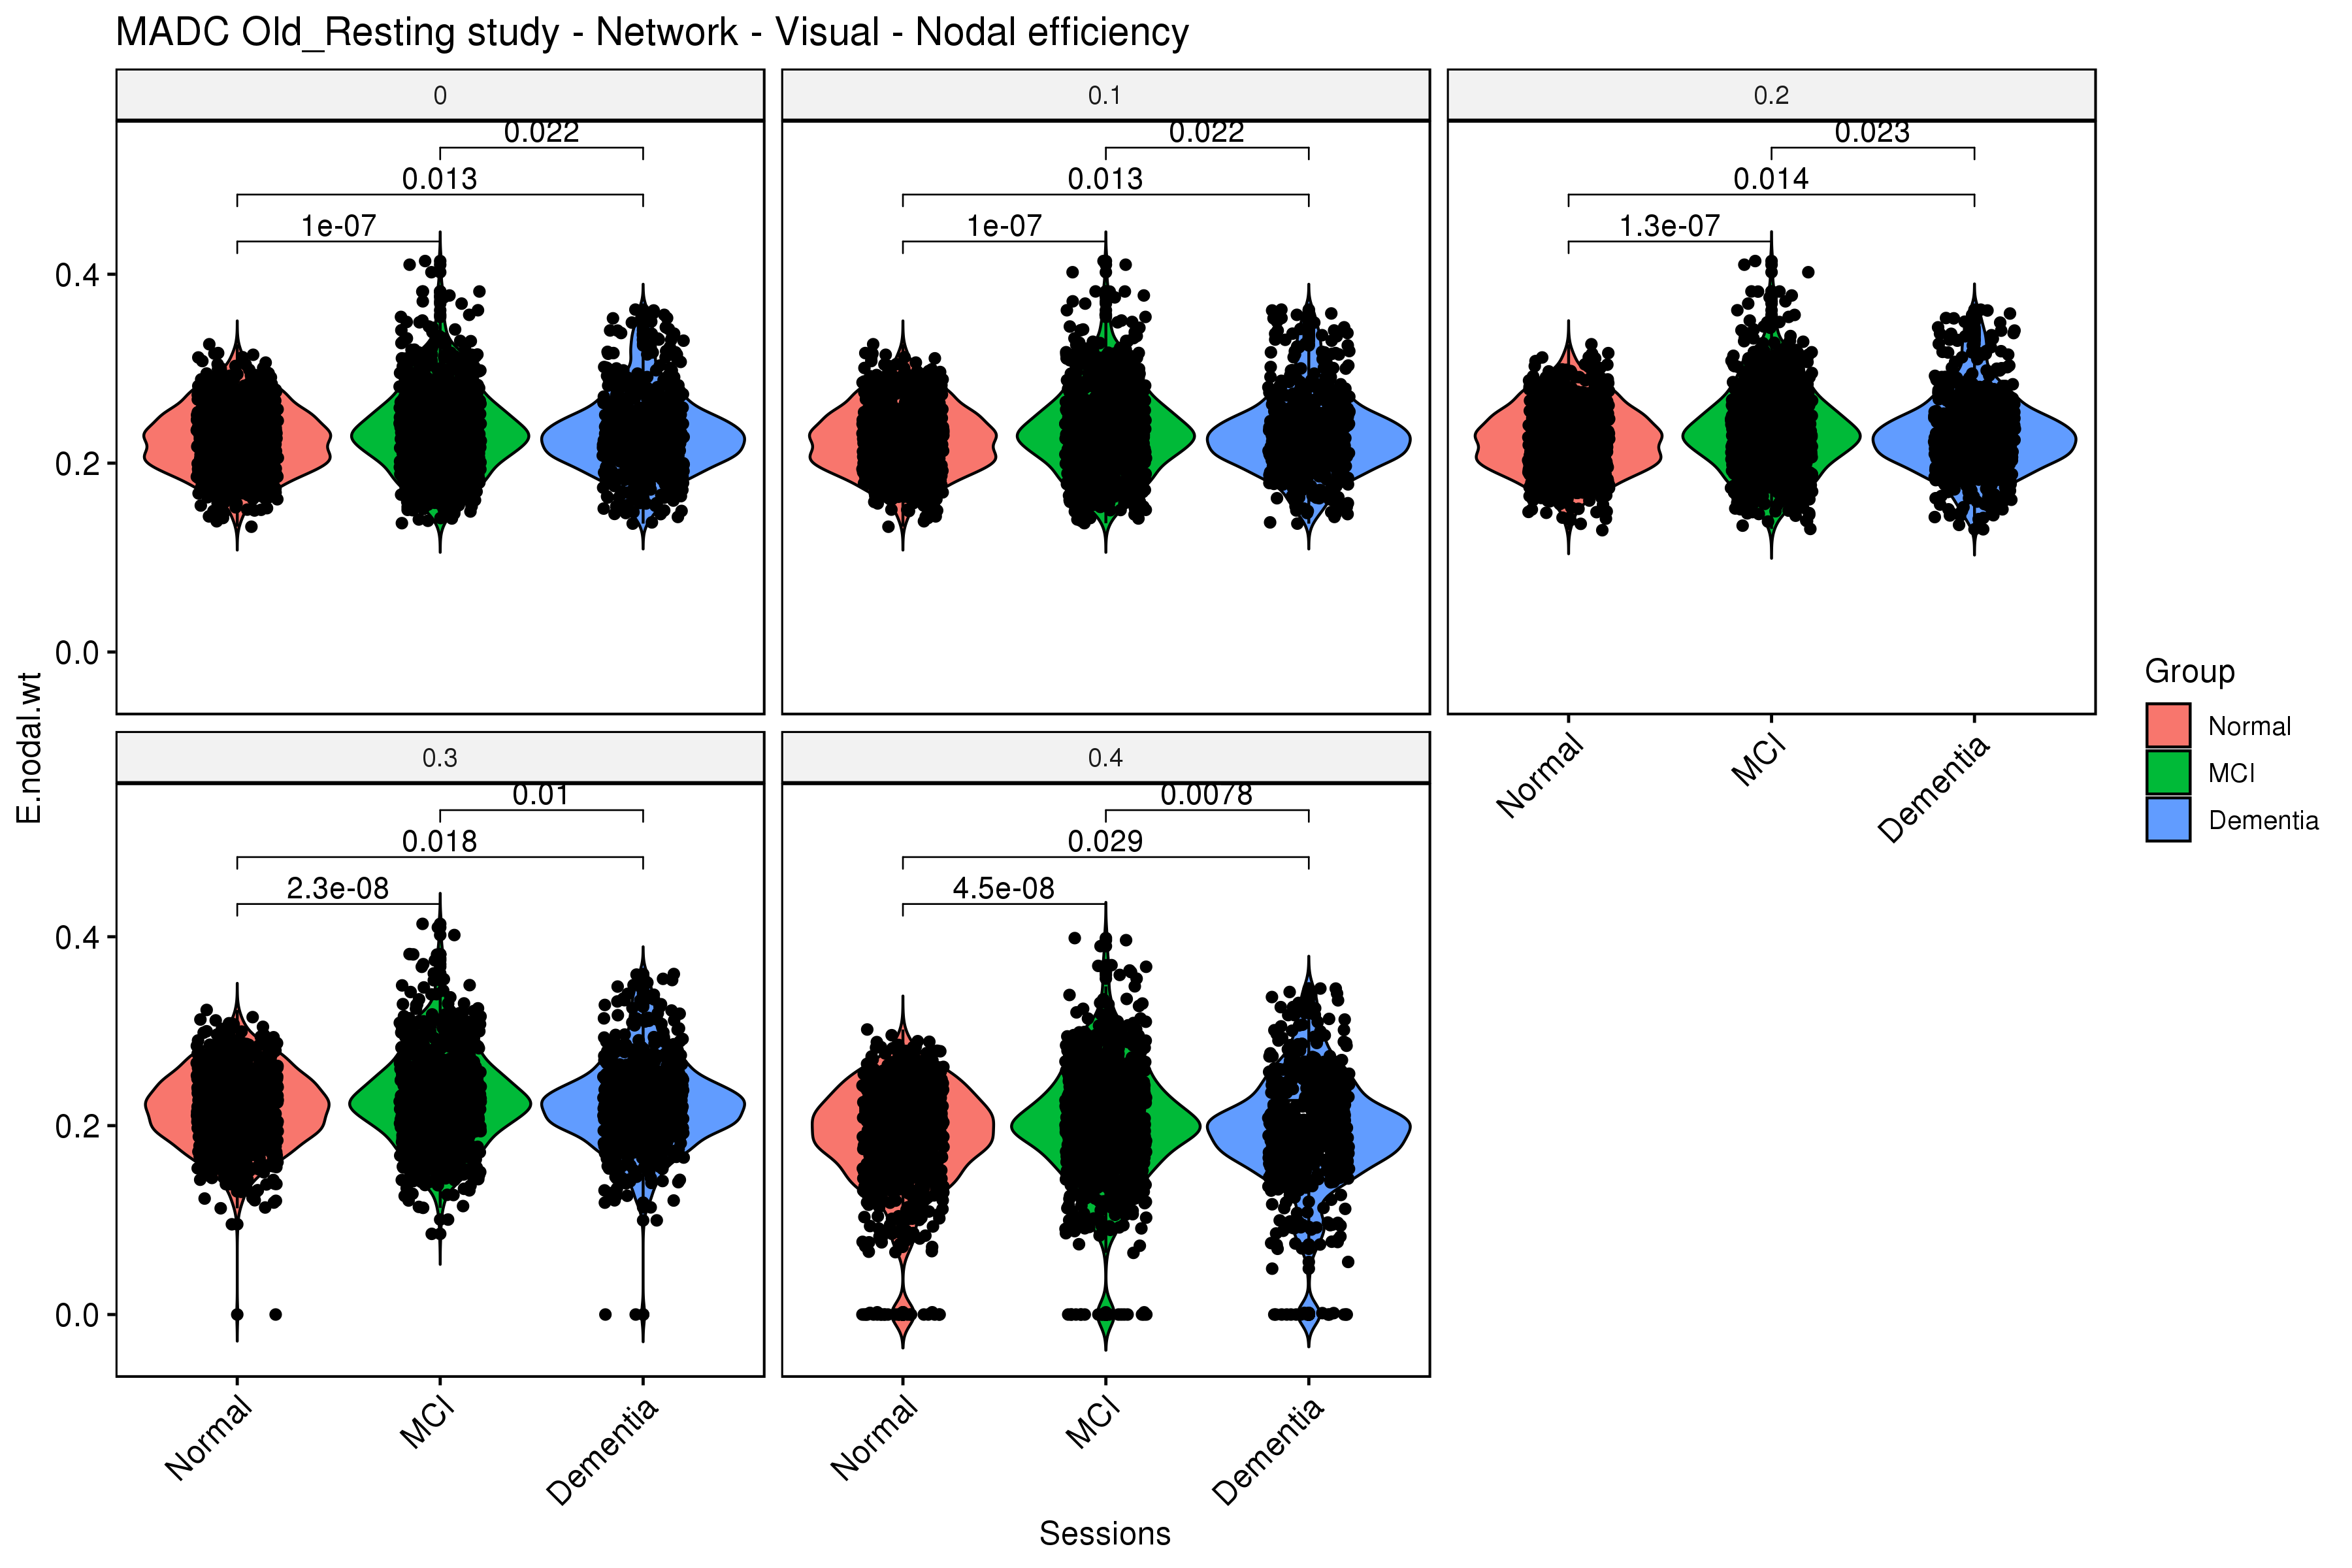 MADC Old_Resting study - Network - Visual - Nodal efficiency
0
0.1
0.2
0.022
0.013
1e-07
0.022
0.013
1e-07
0.023
0.014
1.3e-07
0.4
0.2
0.0
Normal
MCI
Dementia
0.3
0.4
0.01
0.018
2.3e-08
0.0078
0.029
4.5e-08
0.4
0.2
0.0
Normal
MCI
Dementia
Normal
MCI
Dementia
Sessions
E.nodal.wt
Group
Normal
MCI
Dementia